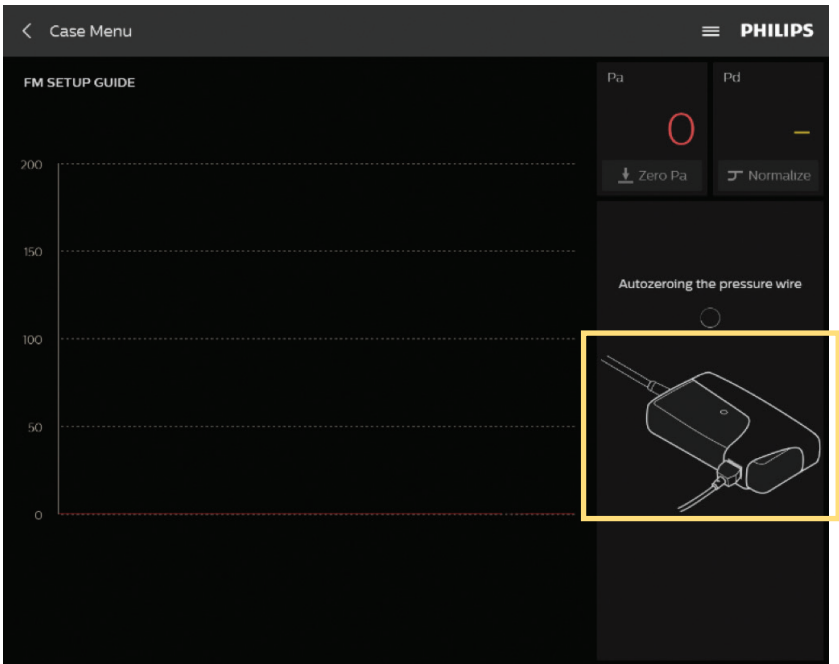 Case Menu
PHILIPS
FM SETUP GUIDE
Pa
Pd
0
–
Zero Pa
Normalize
200
150
100
50
0
Autozeroing the pressure wire